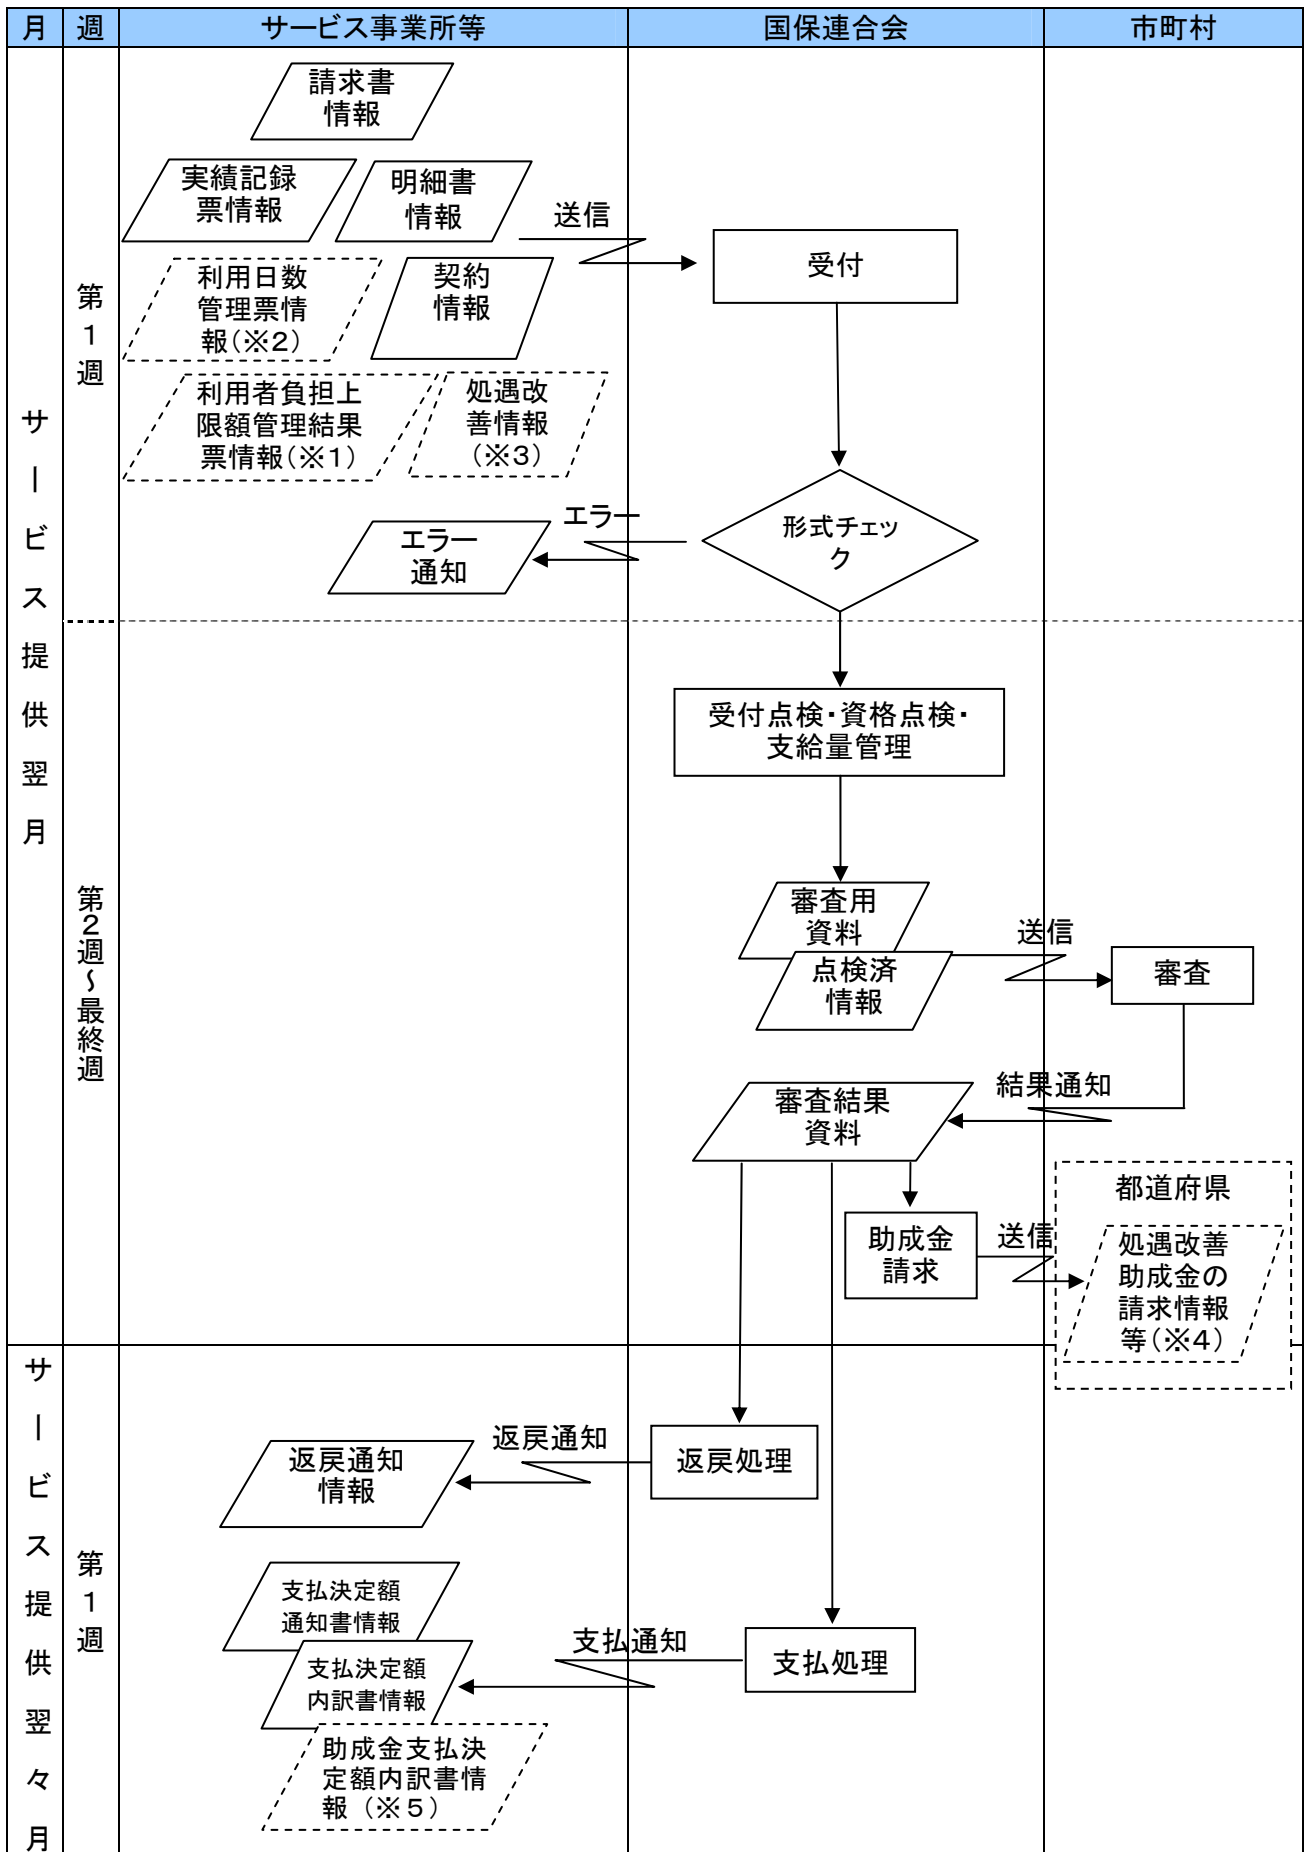 月
週
サービス事業所等
国保連合会
市町村
サービス提供翌月
第1週
請求書
情報
実績記録
票情報
明細書
情報
送信
受付
利用日数
管理票情
報(※2)
契約
情報
利用者負担上
限額管理結果
票情報(※1)
処遇改
善情報
(※3)
エラー
エラー
通知
形式チェッ
ク
第2週～最終週
受付点検・資格点検・
支給量管理
審査用
資料
点検済
情報
送信
審査
結果通知
審査結果
資料
助成金
請求
送信
都道府県
処遇改善
助成金の
請求情報
等(※4)
サービス提供翌々月
第1週
返戻処理
返戻通知
返戻通知
情報
支払処理
支払通知
支払決定額
通知書情報
支払決定額
内訳書情報
助成金支払決
定額内訳書情
報（※５）